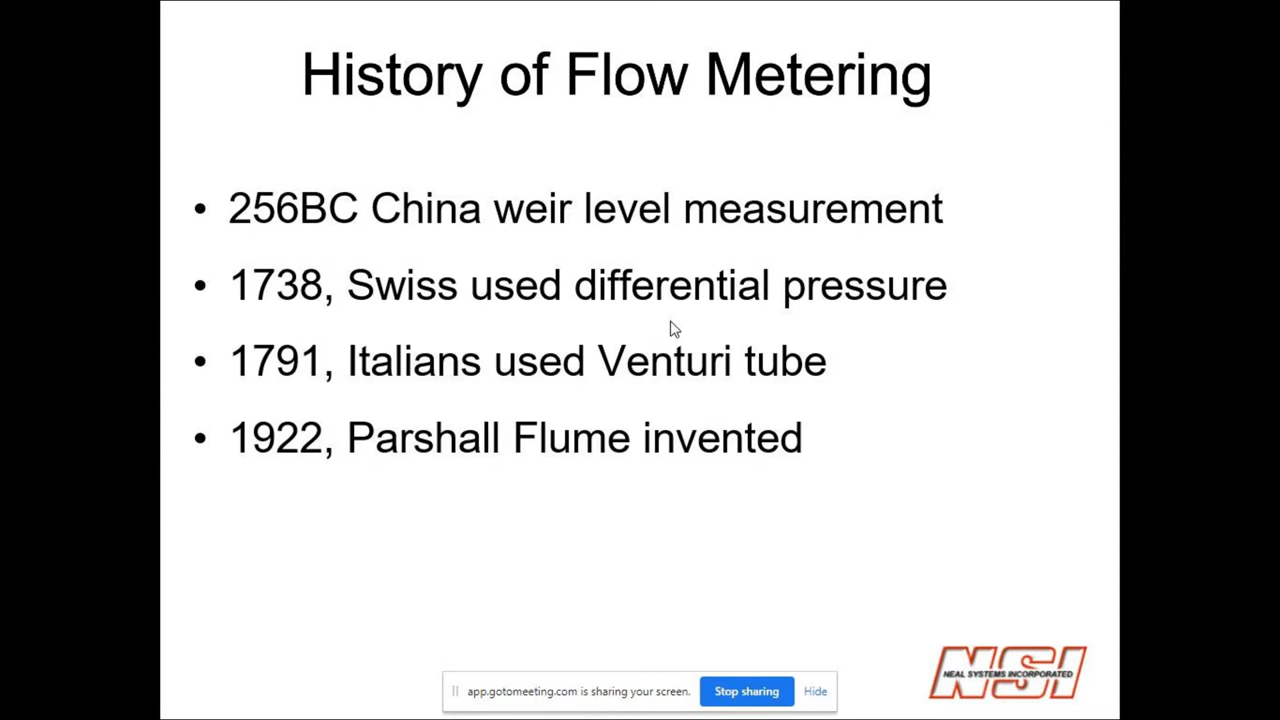 History of Flow Metering
• 256BC China weir level measurement
• 1738, Swiss used differential pressure
• 1791, Italians used Venturi tube
• 1922, Parshall Flume invented
NSI
NEAL SYSTEMS INCORPORATED
app.gotomeeting.com is sharing your screen. Stop sharing Hide